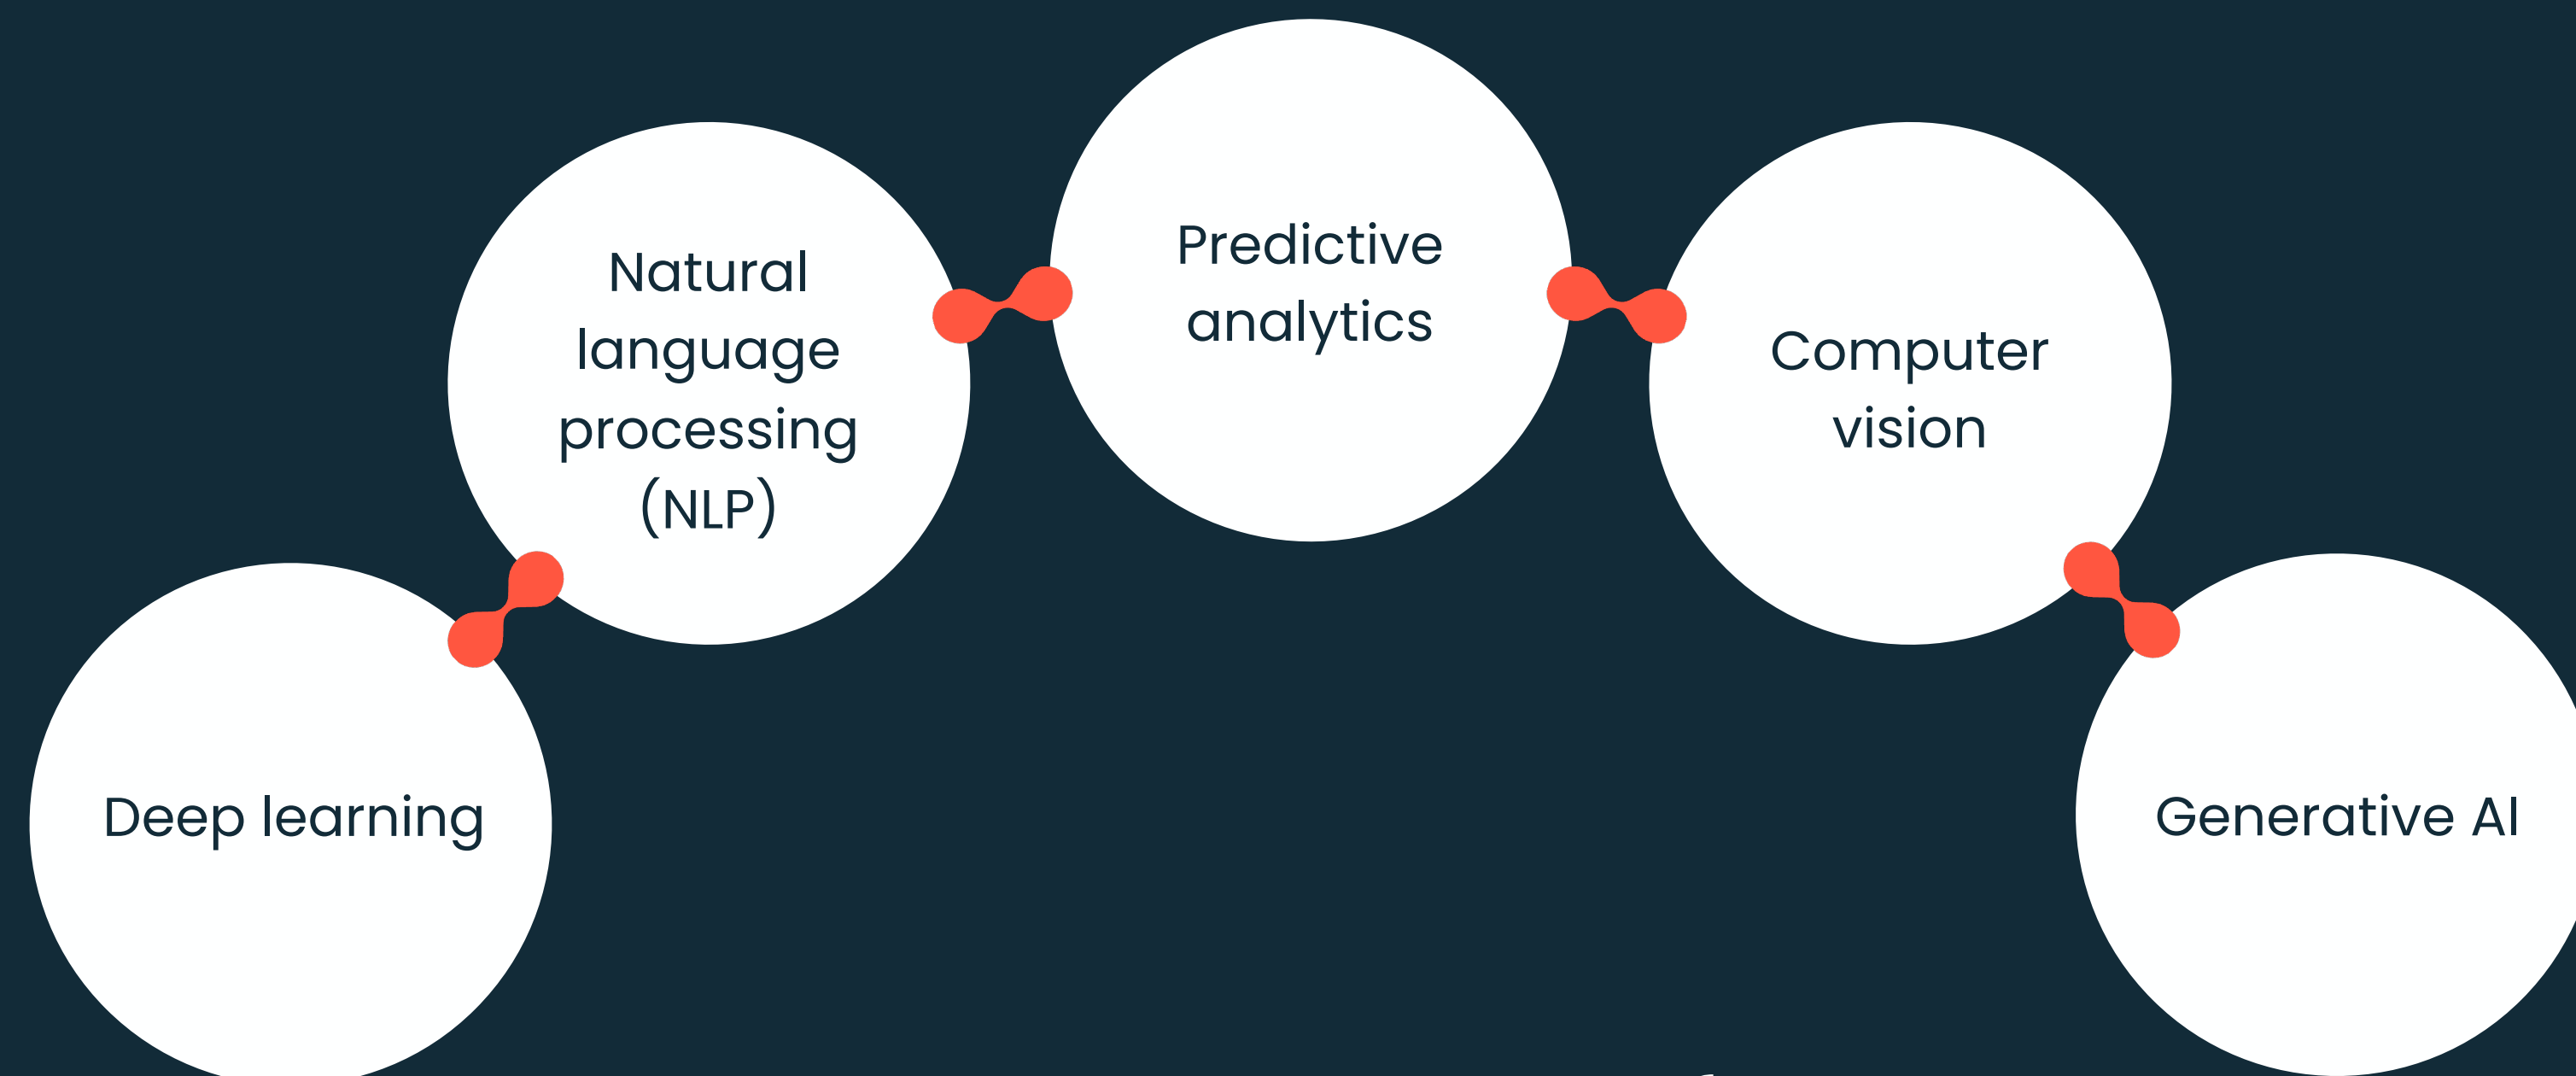 Deep learning
Natural
language
processing
(NLP)
Predictive
analytics
Computer
vision
Generative AI